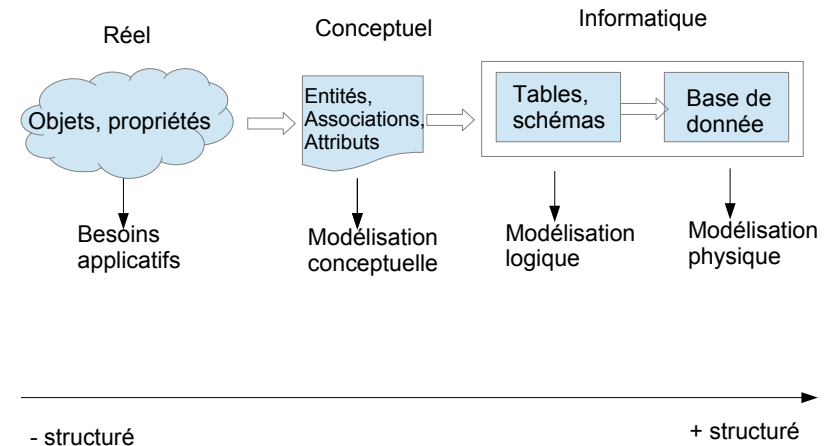 Réel
Conceptuel
Informatique
Objets, propriétés
Entités,
Associations,
Attributs
Tables,
schémas
Base de
donnée
Besoins
applicatifs
Modélisation
conceptuelle
Modélisation
logique
Modélisation
physique
- structuré
+ structuré